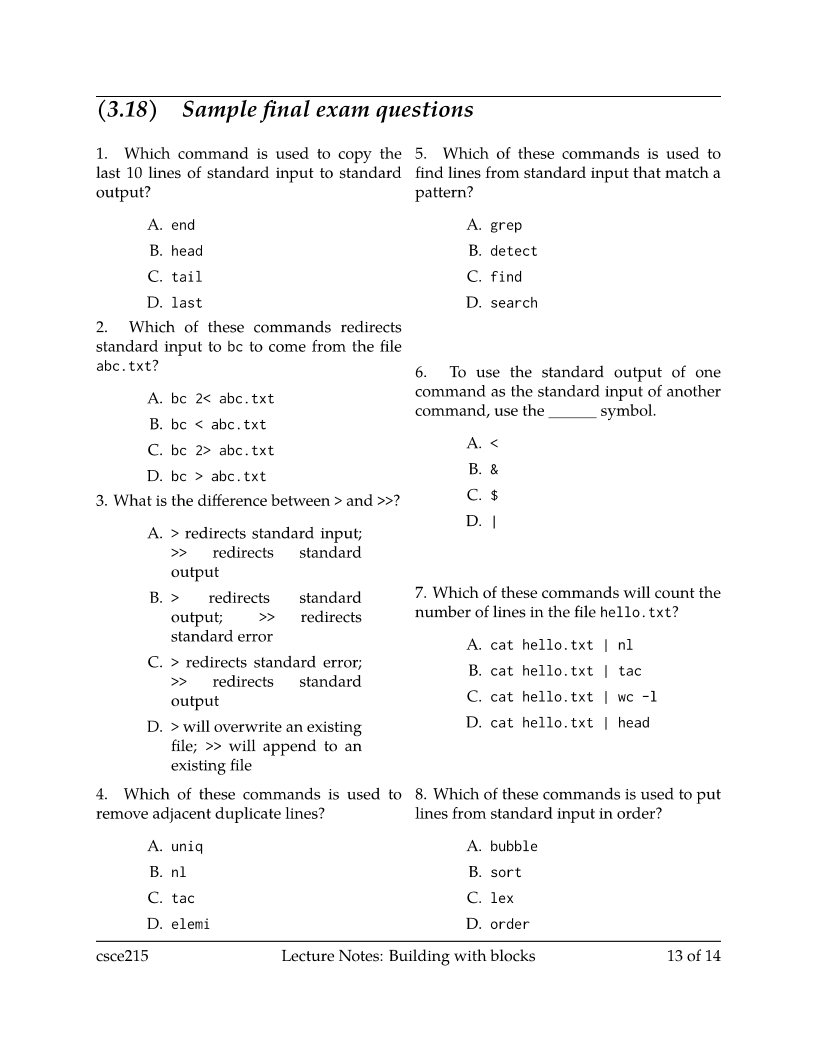 (3.18) Sample final exam questions
1. Which command is used to copy the
last 10 lines of standard input to standard
output?
A. end
B. head
C. tail
D. last
2. Which of these commands redirects
standard input to bc to come from the file
abc.txt?
A. bc 2< abc.txt
B. bc < abc.txt
C. bc 2> abc.txt
D. bc > abc.txt
3. What is the difference between > and >>?
A. > redirects standard input;
>> redirects standard
output
B. > redirects standard
output; >> redirects
standard error
C. > redirects standard error;
>> redirects standard
output
D. > will overwrite an existing
file; >> will append to an
existing file
4. Which of these commands is used to
remove adjacent duplicate lines?
A. uniq
B. nl
C. tac
D. elemi
5. Which of these commands is used to
find lines from standard input that match a
pattern?
A. grep
B. detect
C. find
D. search
6. To use the standard output of one
command as the standard input of another
command, use the ______ symbol.
A. <
B. &
C. $
D. |
7. Which of these commands will count the
number of lines in the file hello.txt?
A. cat hello.txt | nl
B. cat hello.txt | tac
C. cat hello.txt | wc -l
D. cat hello.txt | head
8. Which of these commands is used to put
lines from standard input in order?
A. bubble
B. sort
C. lex
D. order
csce215 Lecture Notes: Building with blocks 13 of 14